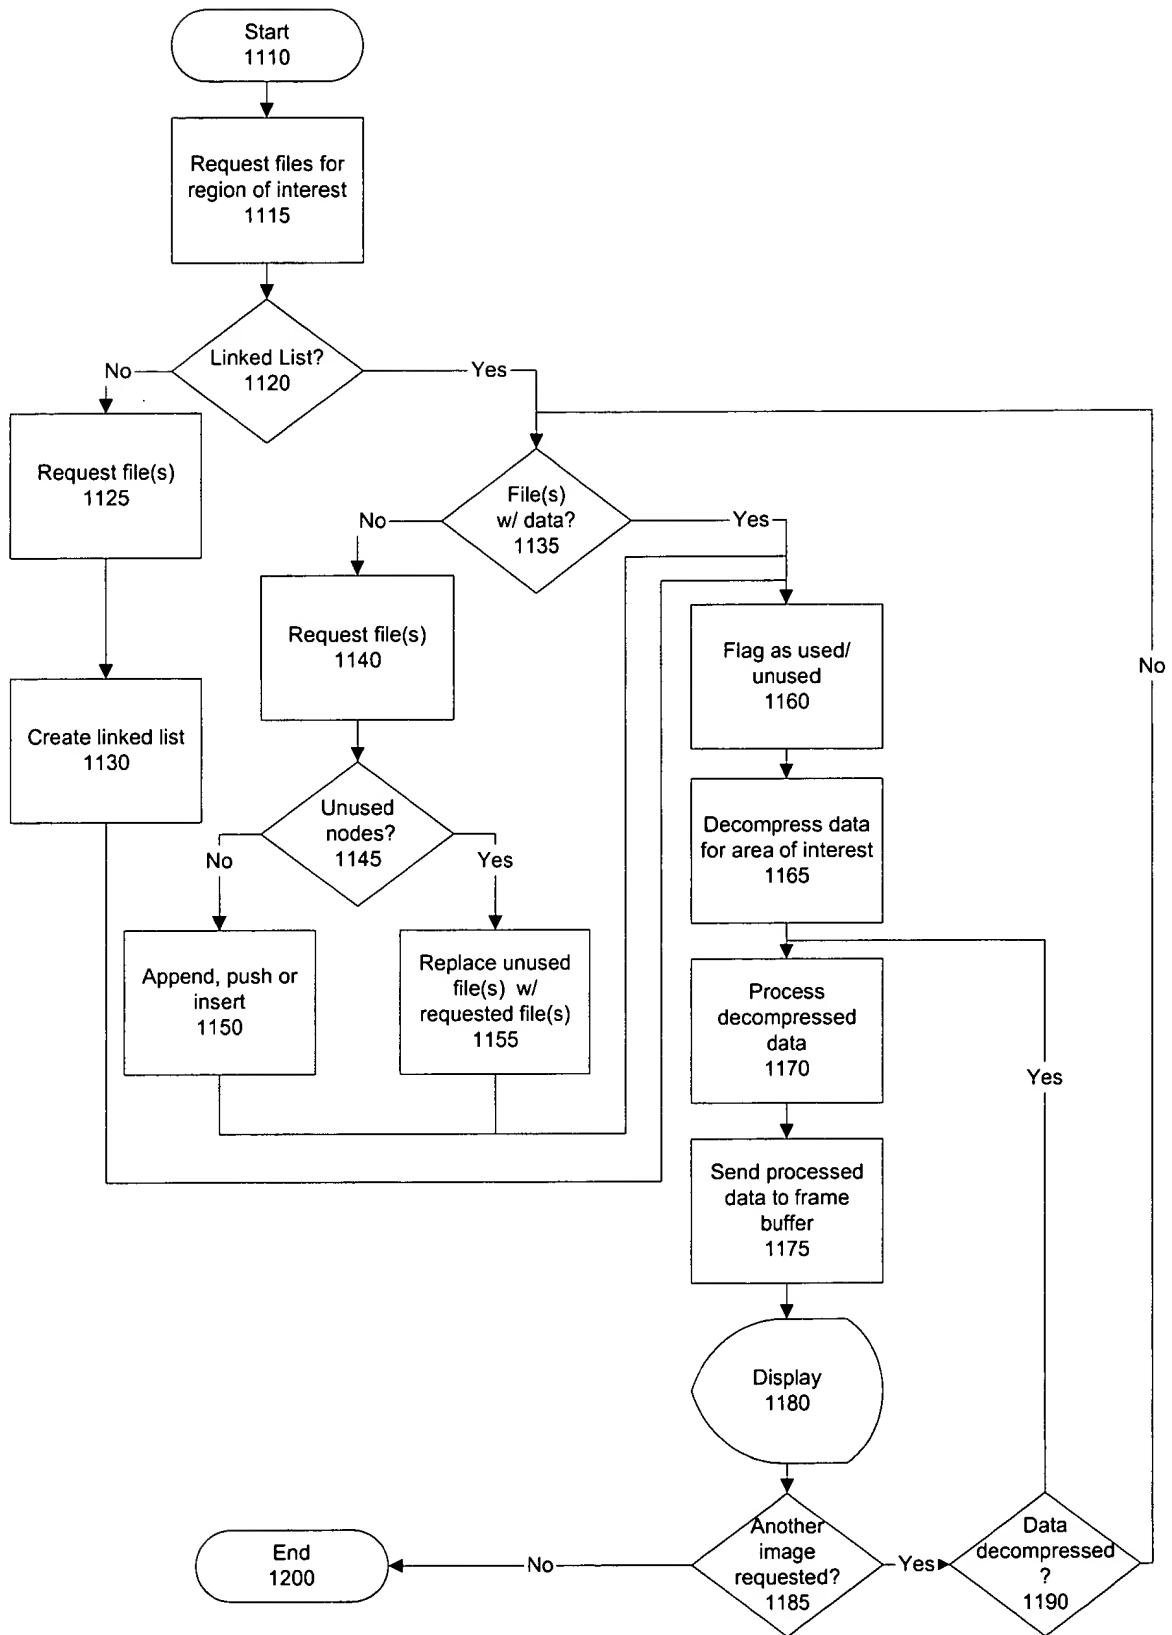 Start
1110
Request files for
region of interest
1115
Linked List?
1120
No
Yes
Request file(s)
1125
File(s)
w/ data?
1135
No
Yes
Request file(s)
1140
Flag as used/
unused
1160
No
Create linked list
1130
Unused
nodes?
1145
No
Yes
Decompress data
for area of interest
1165
Append, push or
insert
1150
Replace unused
file(s) w/
requested file(s)
1155
Process
decompressed
data
1170
Yes
Send processed
data to frame
buffer
1175
Display
1180
Another
image
requested?
1185
Yes
Data
decompressed
?
1190
No
End
1200